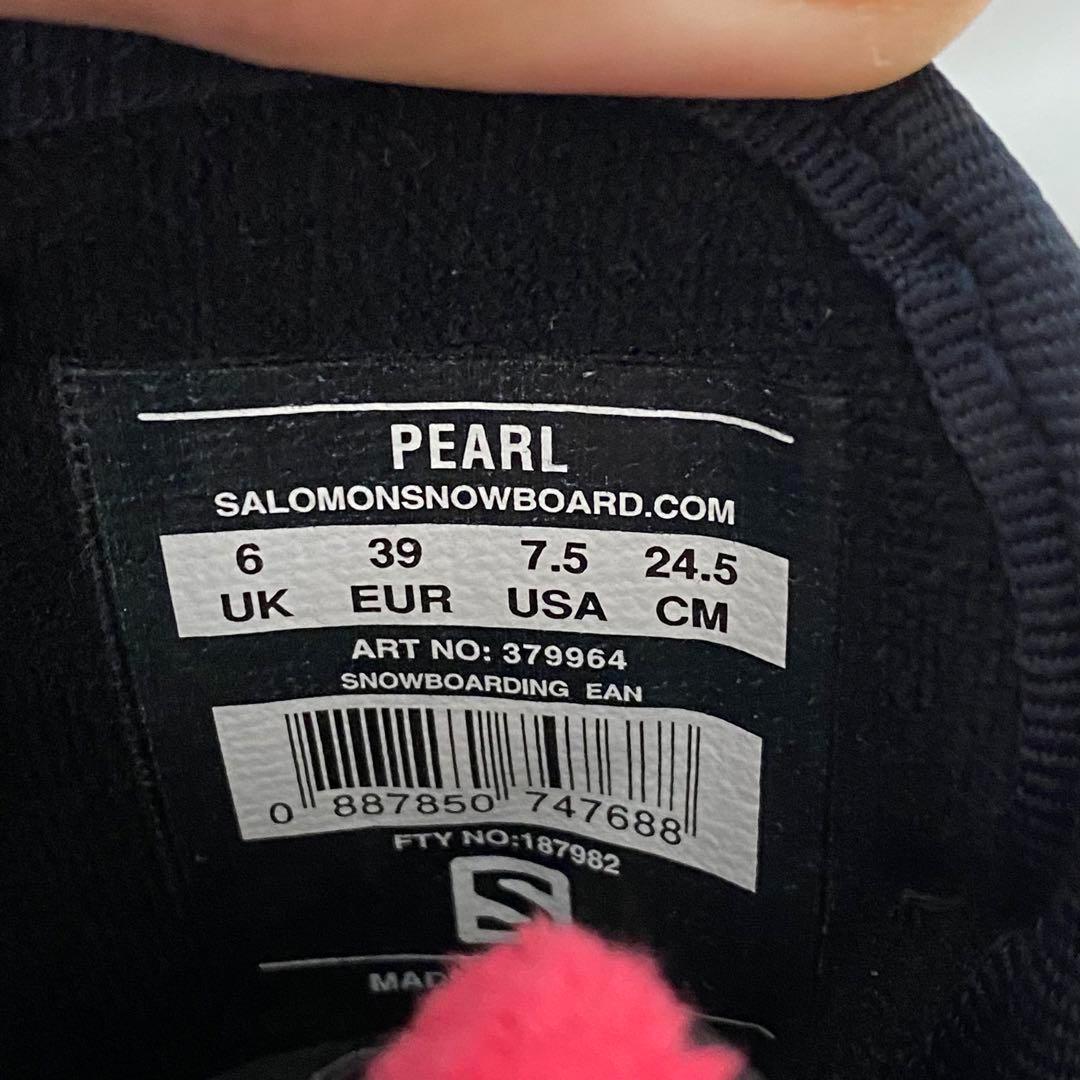 PEARL
SALOMONSNOWBOARD.COM
6 39 7.5 24.5
UK EUR USA CM
ART NO: 379964
SNOWBOARDING EAN
0 887850 747688
FTY NO:187982
S